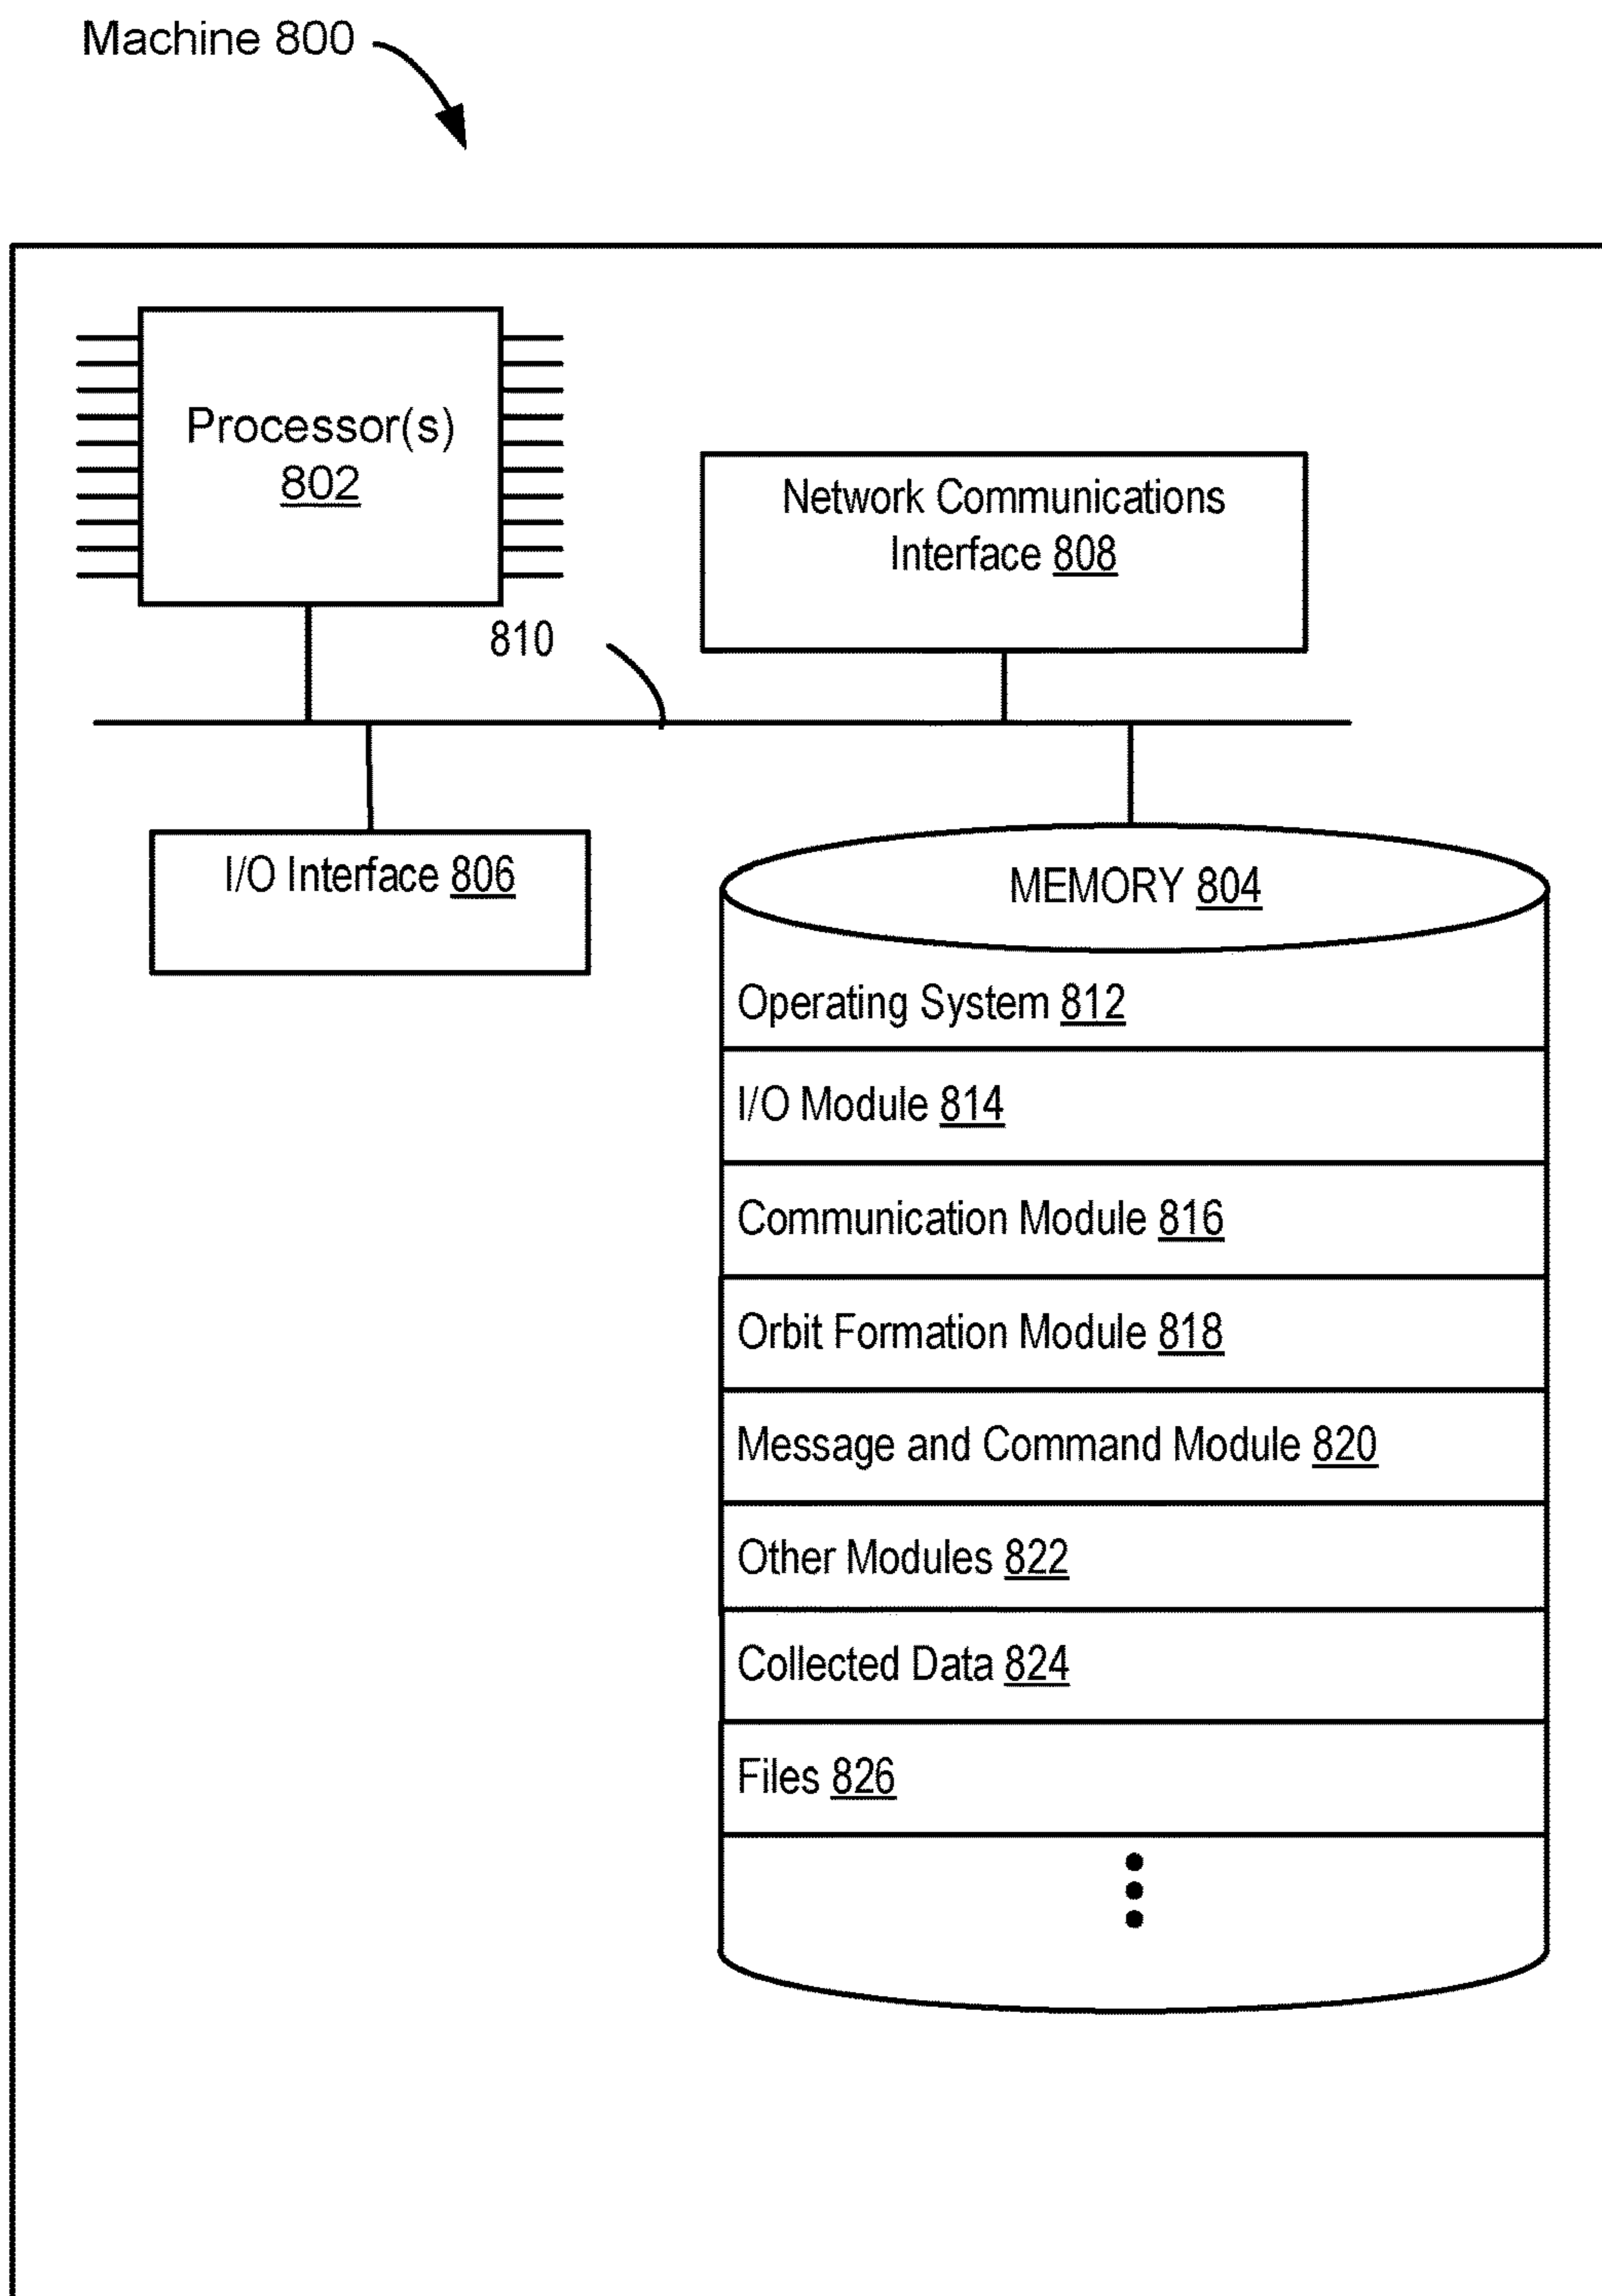 Machine 800
Processor(s)
802
Network Communications
Interface 808
810
I/O Interface 806
MEMORY 804
Operating System 812
I/O Module 814
Communication Module 816
Orbit Formation Module 818
Message and Command Module 820
Other Modules 822
Collected Data 824
Files 826